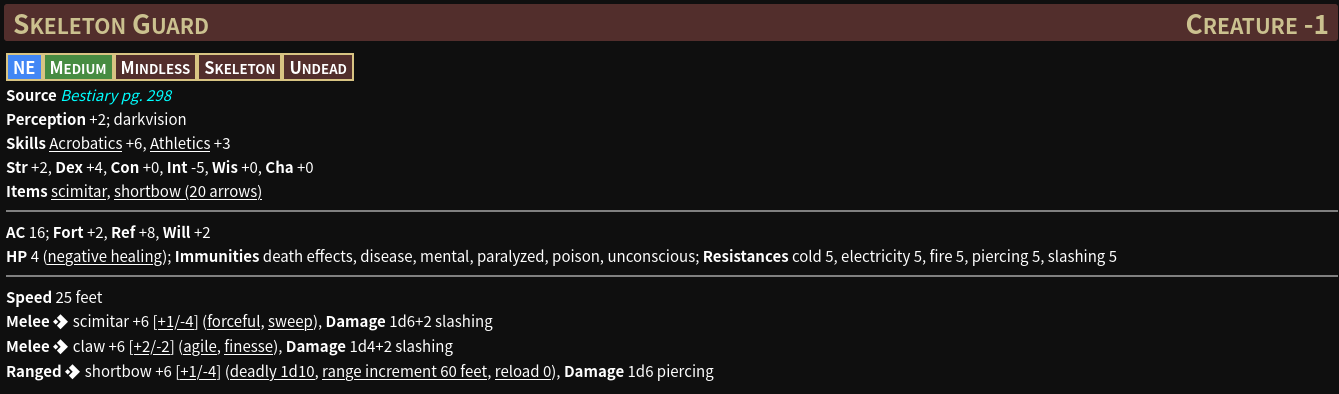 Skeleton Guard Creature -1
NE Medium Mindless Skeleton Undead
Source Bestiary pg. 298
Perception +2; darkvision
Skills Acrobatics +6, Athletics +3
Str +2, Dex +4, Con +0, Int -5, Wis +0, Cha +0
Items scimitar, shortbow (20 arrows)
AC 16; Fort +2, Ref +8, Will +2
HP 4 (negative healing); Immunities death effects, disease, mental, paralyzed, poison, unconscious; Resistances cold 5, electricity 5, fire 5, piercing 5, slashing 5
Speed 25 feet
Melee ◆ scimitar +6 [+1/-4] (forceful, sweep), Damage 1d6+2 slashing
Melee ◆ claw +6 [+2/-2] (agile, finesse), Damage 1d4+2 slashing
Ranged ◆ shortbow +6 [+1/-4] (deadly 1d10, range increment 60 feet, reload 0), Damage 1d6 piercing